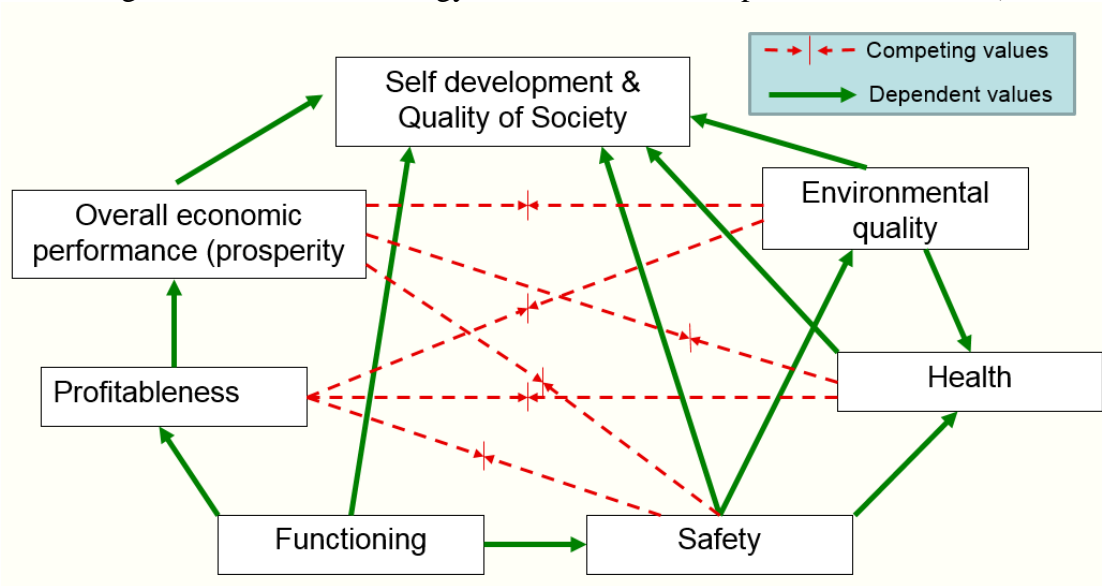 Competing values
Dependent values
Self development &
Quality of Society
Overall economic
performance (prosperity
Environmental
quality
Profitableness
Health
Functioning
Safety